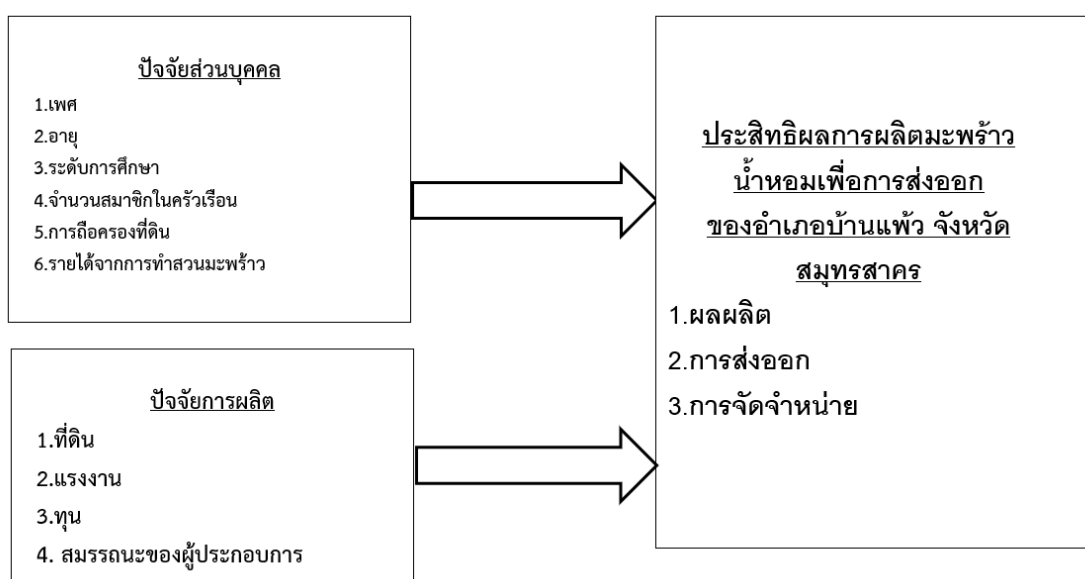 ปัจจัยส่วนบุคคล
1.เพศ
2.อายุ
3.ระดับการศึกษา
4.จำนวนสมาชิกในครัวเรือน
5.การถือครองที่ดิน
6.รายได้จากการทำสวนมะพร้าว
ปัจจัยการผลิต
1.ที่ดิน
2.แรงงาน
3.ทุน
4. สมรรถนะของผู้ประกอบการ
ประสิทธิผลการผลิตมะพร้าว
น้ำหอมเพื่อการส่งออก
ของอำเภอบ้านแพ้ว จังหวัด
สมุทรสาคร
1.ผลผลิต
2.การส่งออก
3.การจัดจำหน่าย